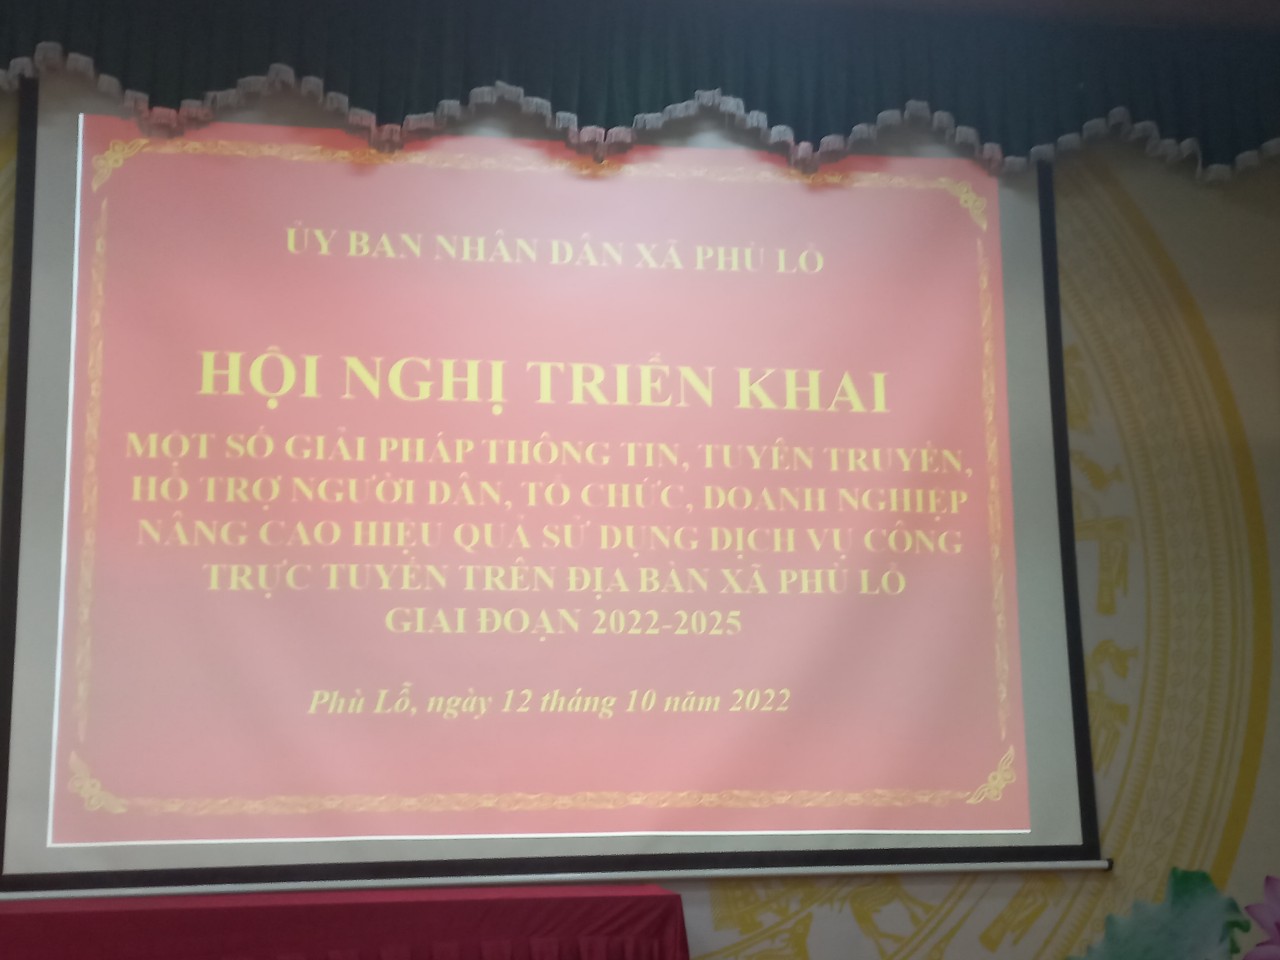 ỦY BAN NHÂN DÂN XÃ PHÙ LỖ
HỘI NGHỊ TRIỂN KHAI
MỘT SỐ GIẢI PHÁP THÔNG TIN, TUYÊN TRUYỀN,
HỖ TRỢ NGƯỜI DÂN, TỔ CHỨC, DOANH NGHIỆP
NÂNG CAO HIỆU QUẢ SỬ DỤNG DỊCH VỤ CÔNG
TRỰC TUYẾN TRÊN ĐỊA BÀN XÃ PHÙ LỖ
GIAI ĐOẠN 2022-2025
Phù Lỗ, ngày 12 tháng 10 năm 2022